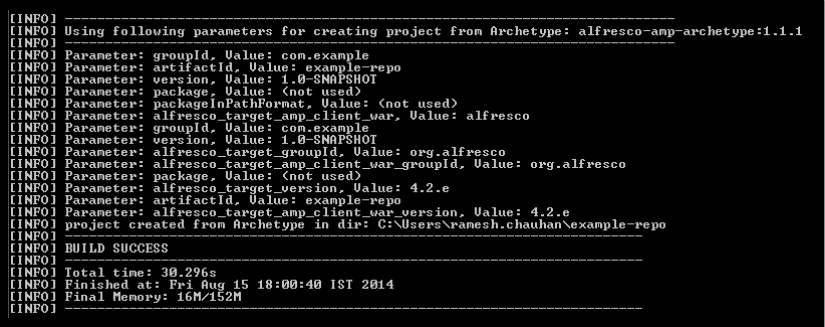 [INFO] ----------------------------------------------------------------------------
[INFO] Using following parameters for creating project from Archetype: alfresco-amp-archetype:1.1.1
[INFO] ----------------------------------------------------------------------------
[INFO] Parameter: groupId, Value: com.example
[INFO] Parameter: artifactId, Value: example-repo
[INFO] Parameter: version, Value: 1.0-SNAPSHOT
[INFO] Parameter: package, Value: (not used)
[INFO] Parameter: packageInPathFormat, Value: (not used)
[INFO] Parameter: alfresco_target_amp_client_war, Value: alfresco
[INFO] Parameter: groupId, Value: com.example
[INFO] Parameter: version, Value: 1.0-SNAPSHOT
[INFO] Parameter: alfresco_target_groupId, Value: org.alfresco
[INFO] Parameter: alfresco_target_amp_client_war_groupId, Value: org.alfresco
[INFO] Parameter: package, Value: (not used)
[INFO] Parameter: alfresco_target_version, Value: 4.2.e
[INFO] Parameter: artifactId, Value: example-repo
[INFO] Parameter: alfresco_target_amp_client_war_version, Value: 4.2.e
[INFO] project created from Archetype in dir: C:\Users\ramesh.chauhan\example-repo
[INFO] ------------------------------------------------------------------------
[INFO] BUILD SUCCESS
[INFO] ------------------------------------------------------------------------
[INFO] Total time: 30.296s
[INFO] Finished at: Fri Aug 15 18:00:40 IST 2014
[INFO] Final Memory: 16M/152M
[INFO] ------------------------------------------------------------------------